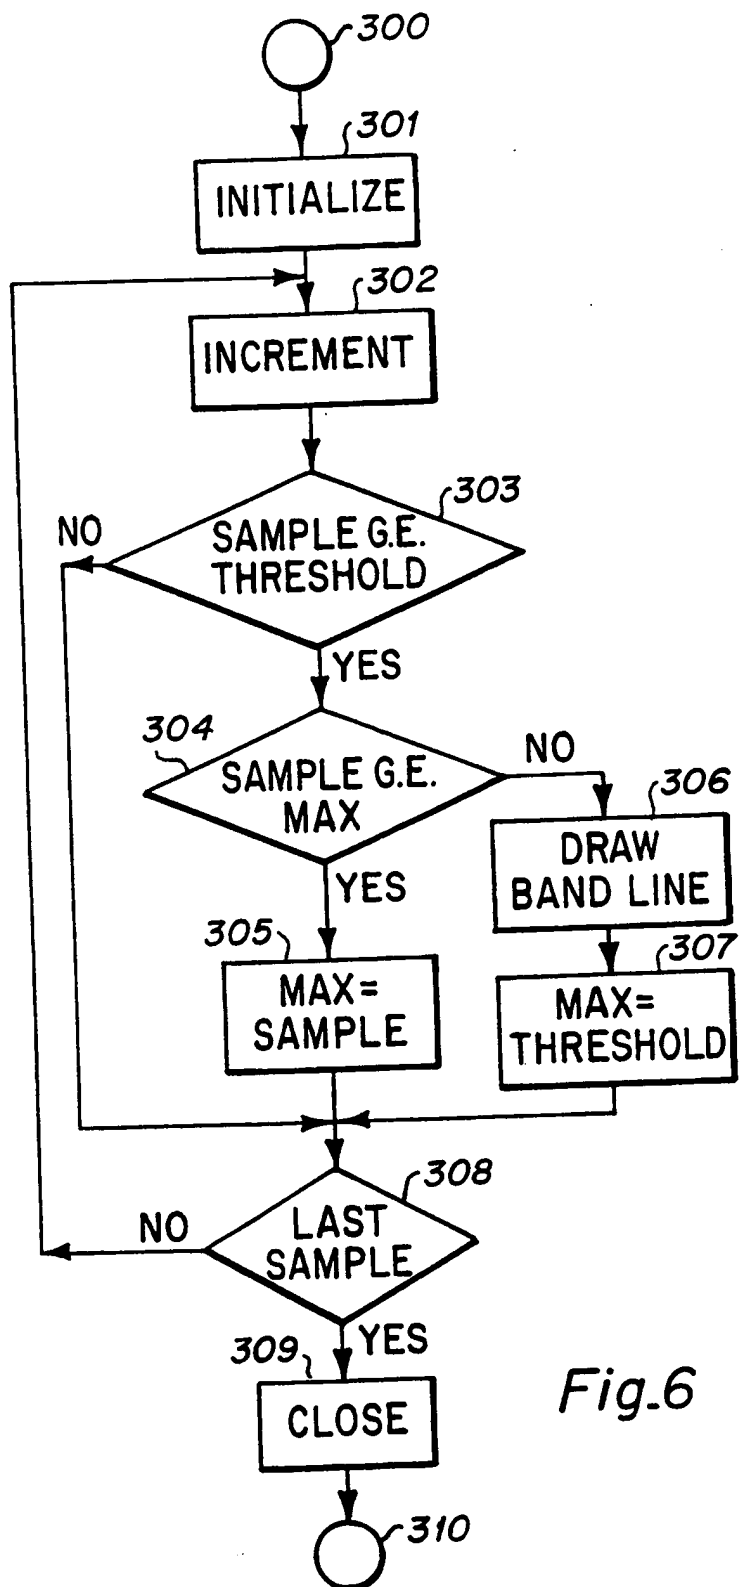 300
301
INITIALIZE
302
INCREMENT
303
NO
SAMPLE G.E.
THRESHOLD
YES
304
NO
SAMPLE G.E.
MAX
306
DRAW
BAND LINE
YES
305
307
MAX=
SAMPLE
MAX=
THRESHOLD
308
NO
LAST
SAMPLE
YES
309
CLOSE
Fig.6
310